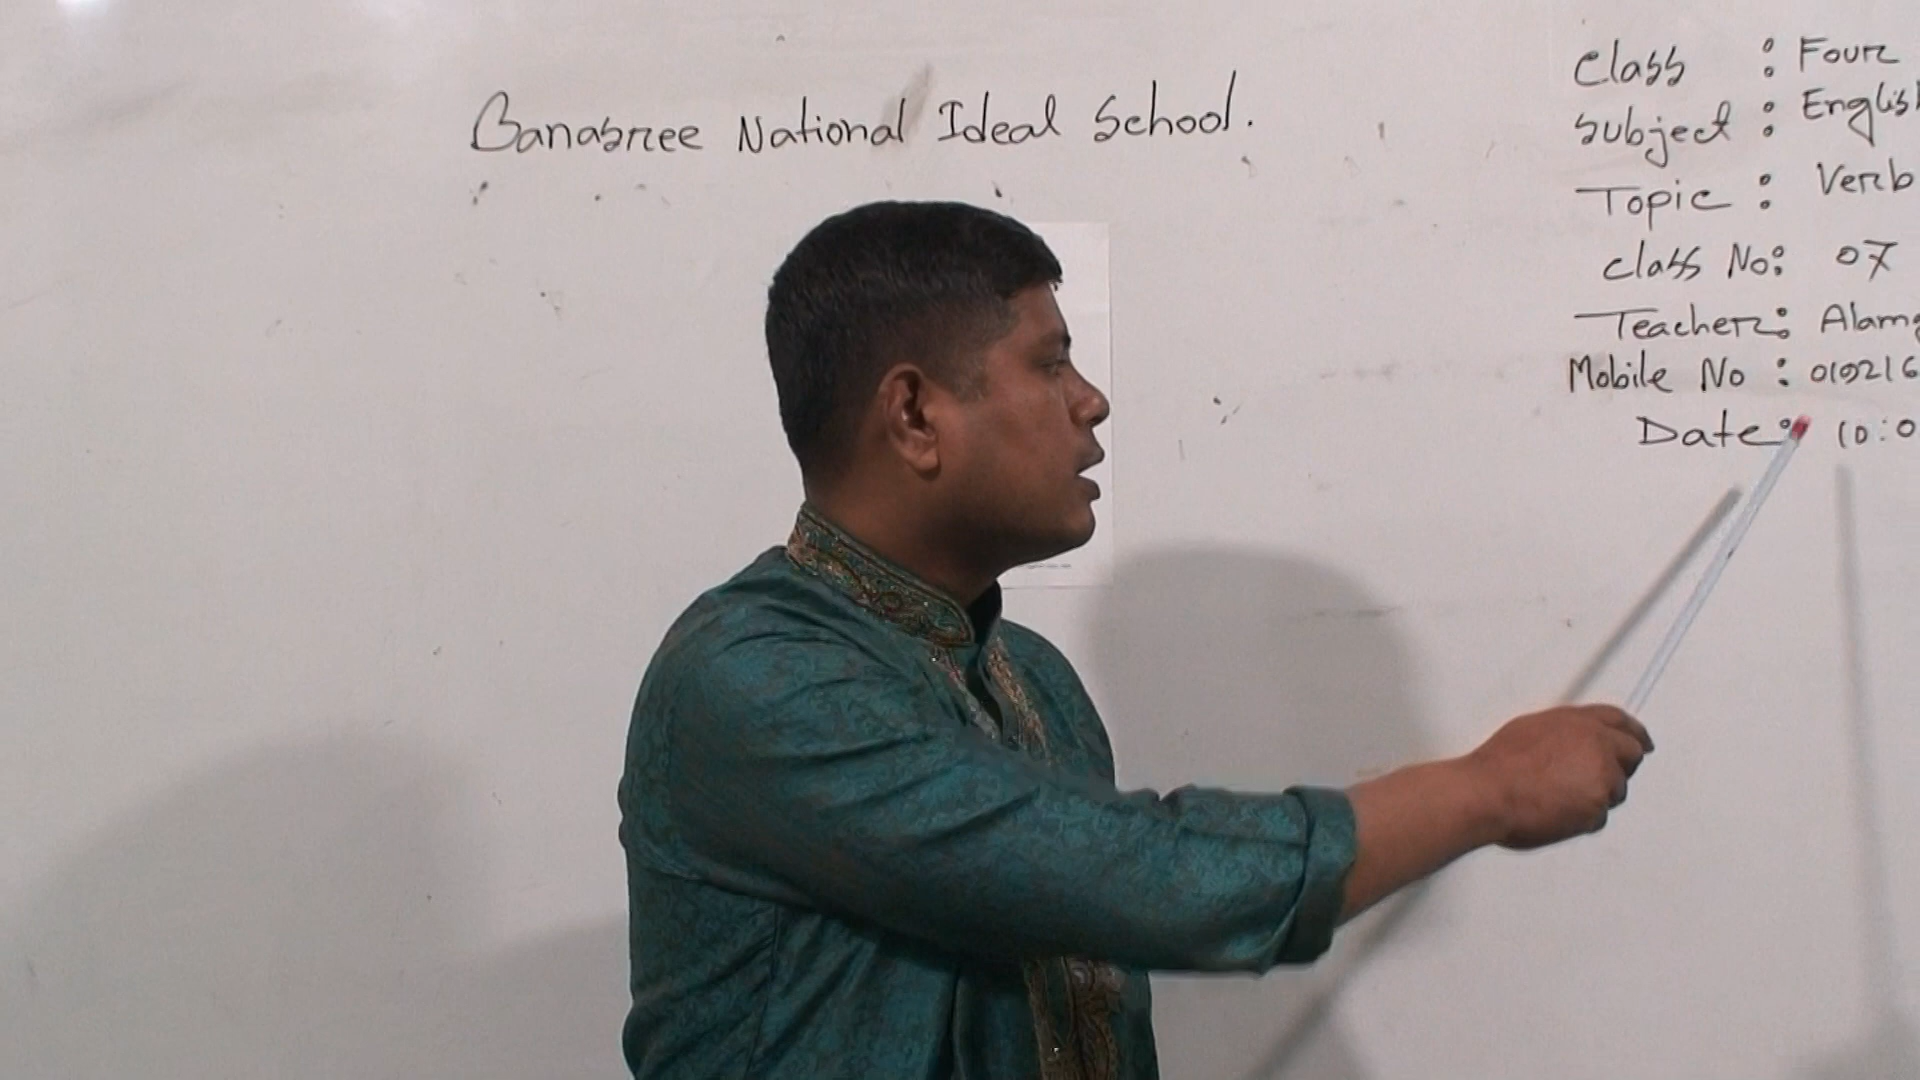 Banasree National Ideal School.
Class : Four
Subject : English
Topic : Verb
Class No: 07
Teacher: Alam
Mobile No : 019216
Date: 10:0